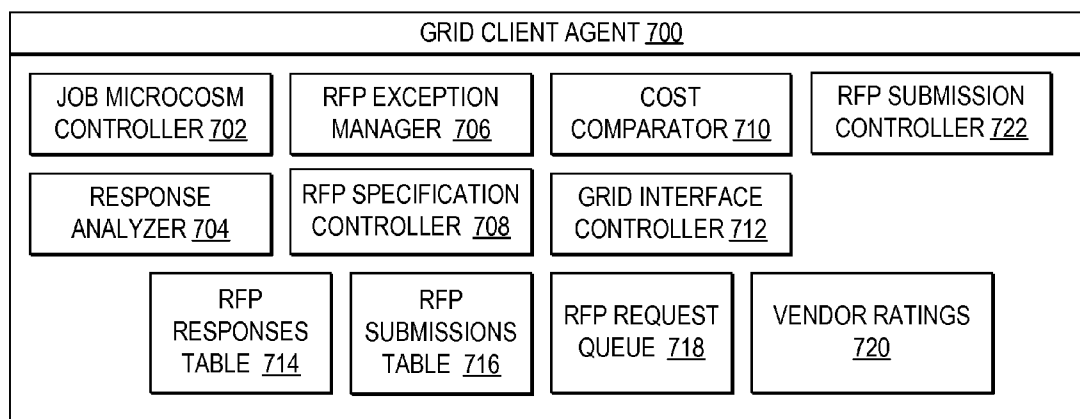 GRID CLIENT AGENT 700
JOB MICROCOSM
CONTROLLER 702
RFP EXCEPTION
MANAGER 706
COST
COMPARATOR 710
RFP SUBMISSION
CONTROLLER 722
RESPONSE
ANALYZER 704
RFP SPECIFICATION
CONTROLLER 708
GRID INTERFACE
CONTROLLER 712
RFP
RESPONSES
TABLE 714
RFP
SUBMISSIONS
TABLE 716
RFP REQUEST
QUEUE 718
VENDOR RATINGS
720